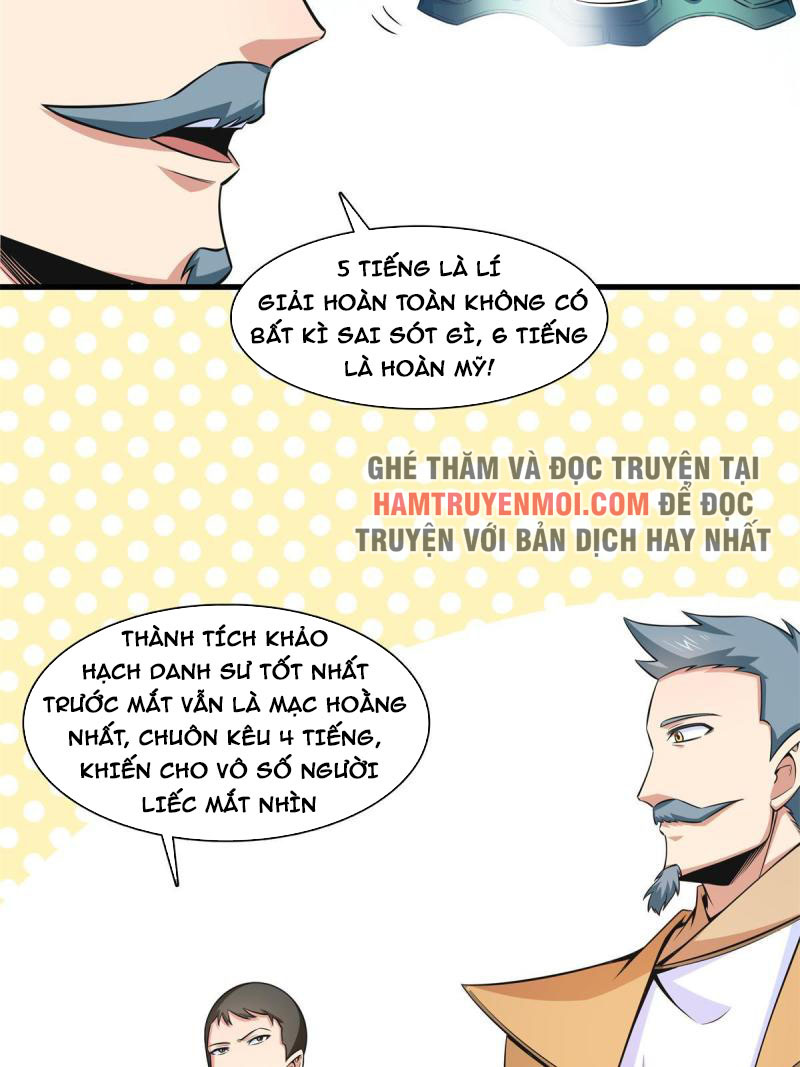 5 TIẾNG LÀ LÍ
GIẢI HOÀN TOÀN KHÔNG CÓ
BẤT KÌ SAI SÓT GÌ, 6 TIẾNG
LÀ HOÀN MỸ!
GHÉ THĂM VÀ ĐỌC TRUYỆN TẠI
HAMTRUYENMOI.COM ĐỂ ĐỌC
TRUYỆN VỚI BẢN DỊCH HAY NHẤT
THÀNH TÍCH KHẢO
HẠCH DANH SƯ TỐT NHẤT
TRƯỚC MẮT VẪN LÀ MẠC HOẰNG
NHẤT, CHUÔN KÊU 4 TIẾNG,
KHIẾN CHO VÔ SỐ NGƯỜI
LIẾC MẮT NHÌN